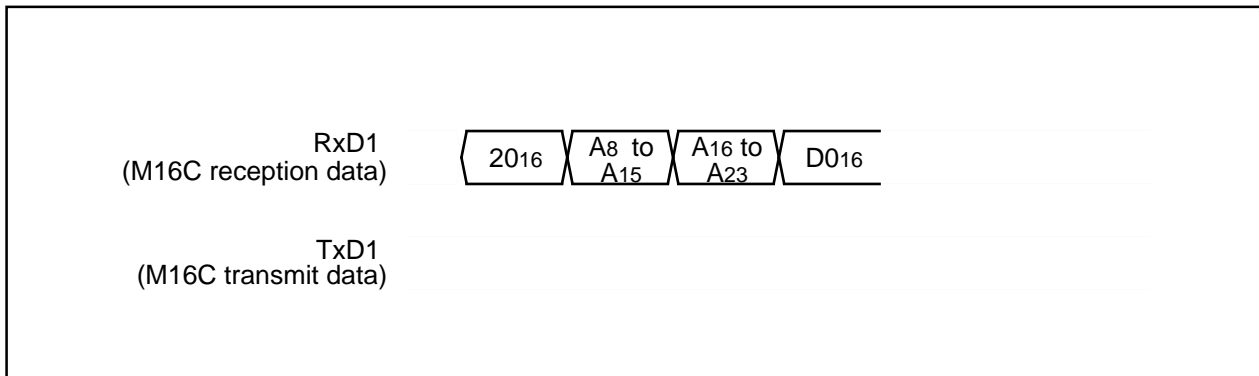 RxD1
(M16C reception data)
2016
A8 to
A15
A16 to
A23
D016
TxD1
(M16C transmit data)